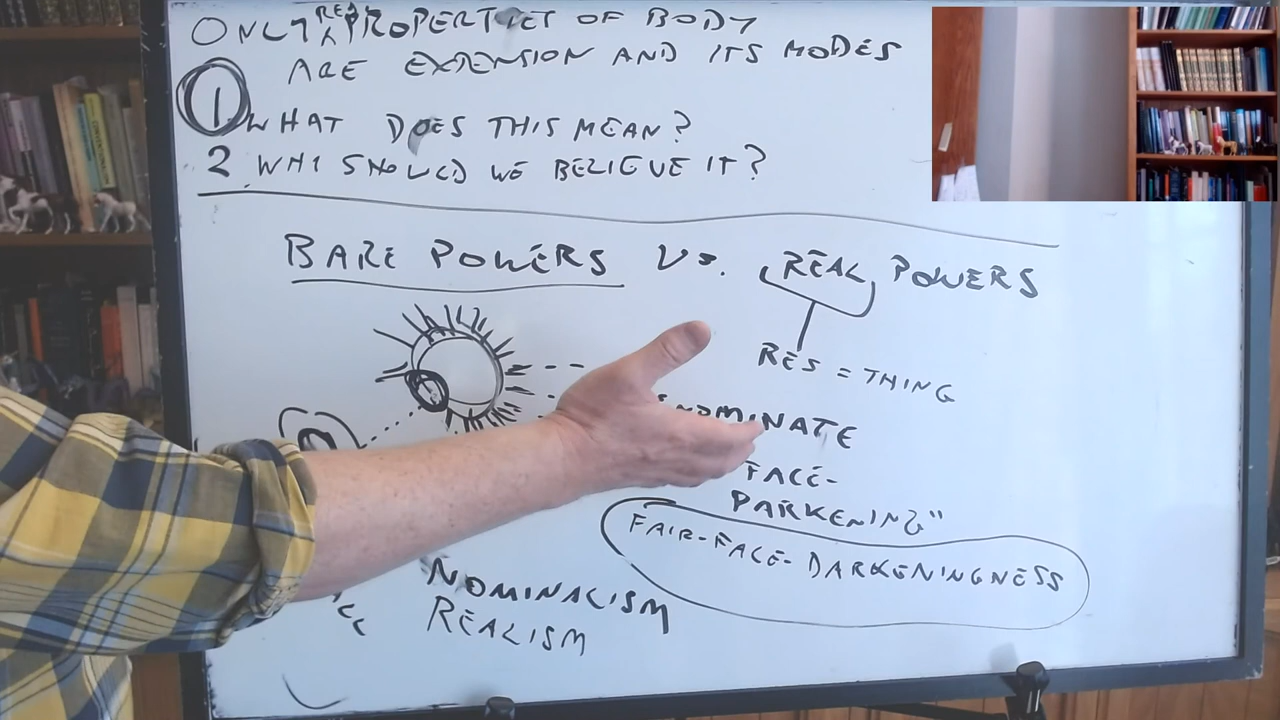 ONLY REAL PROPERTIES OF BODY
ARE EXTENSION AND ITS MODES
1 WHAT DOES THIS MEAN?
2 WHY SHOULD WE BELIEVE IT?
BARE POWERS VS. REAL POWERS
RES = THING
FACE-
DARKENING"
FAIR-FACE-DARKENINGNESS
NOMINALISM
REALISM